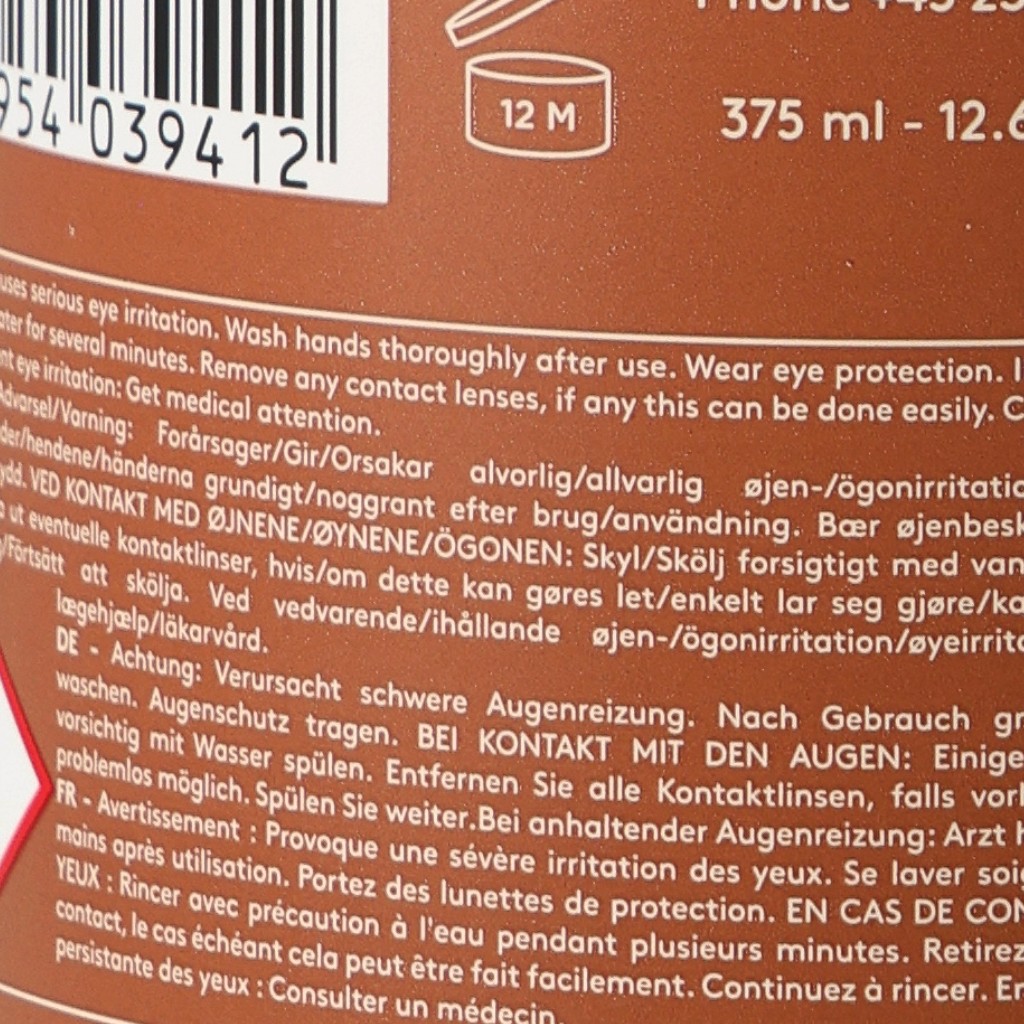 Phone +45 23
12 M
375 ml - 12.6
954 039412
uses serious eye irritation. Wash hands thoroughly after use. Wear eye protection. I
ater for several minutes. Remove any contact lenses, if any this can be done easily. C
nt eye irritation: Get medical attention.
Advarsel/Varning: Forårsager/Gir/Orsakar alvorlig/allvarlig øjen-/ögonirritatio
der/hendene/händerna grundigt/noggrant efter brug/användning. Bær øjenbesk
ydd. VED KONTAKT MED ØJNENE/ØYNENE/ÖGONEN: Skyl/Skölj forsigtigt med van
a ut eventuelle kontaktlinser, hvis/om dette kan gøres let/enkelt lar seg gjøre/ka
g/Förtsätt att skölja. Ved vedvarende/ihållande øjen-/ögonirritation/øyeirrita
lægehjælp/läkarvård.
DE - Achtung: Verursacht schwere Augenreizung. Nach Gebrauch gr
waschen. Augenschutz tragen. BEI KONTAKT MIT DEN AUGEN: Einige
vorsichtig mit Wasser spülen. Entfernen Sie alle Kontaktlinsen, falls vorh
problemlos möglich. Spülen Sie weiter.Bei anhaltender Augenreizung: Arzt h
FR - Avertissement : Provoque une sévère irritation des yeux. Se laver soig
mains après utilisation. Portez des lunettes de protection. EN CAS DE CON
YEUX : Rincer avec précaution à l'eau pendant plusieurs minutes. Retirez
contact, le cas échéant cela peut être fait facilement. Continuez à rincer. En
persistante des yeux : Consulter un médecin.